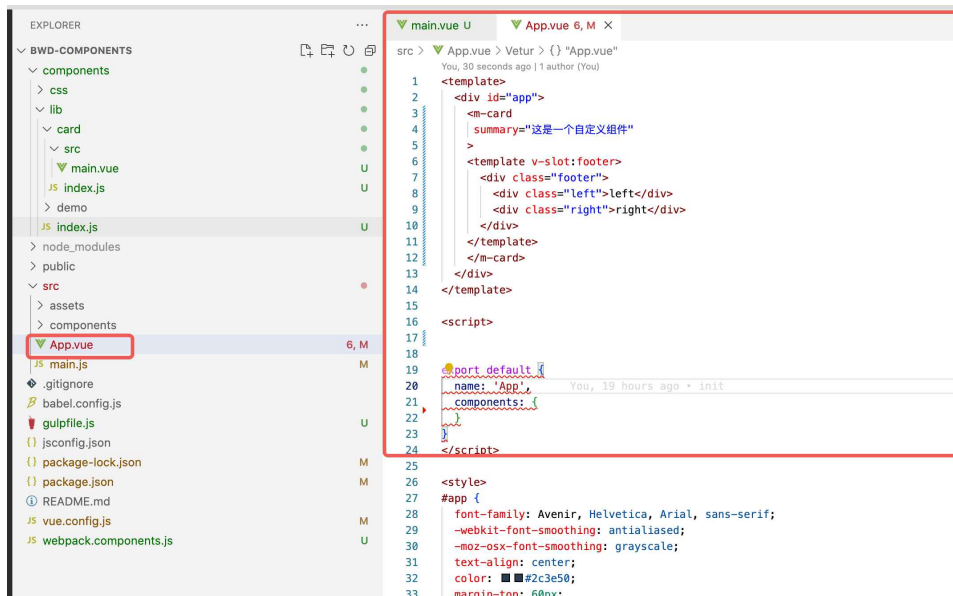 EXPLORER
BWD-COMPONENTS
components
css
lib
card
src
main.vue U
index.js U
demo
index.js U
node_modules
public
src
assets
components
App.vue 6, M
main.js M
.gitignore
babel.config.js
gulpfile.js U
jsconfig.json
package-lock.json M
package.json M
README.md
vue.config.js M
webpack.components.js U
main.vue U App.vue 6, M
src > App.vue > Vetur > {} "App.vue"
You, 30 seconds ago | 1 author (You)
1 <template>
2 <div id="app">
3 <m-card
4 summary="这是一个自定义组件"
5 >
6 <template v-slot:footer>
7 <div class="footer">
8 <div class="left">left</div>
9 <div class="right">right</div>
10 </div>
11 </template>
12 </m-card>
13 </div>
14 </template>
15
16 <script>
17
18
19 export default {
20 name: 'App', You, 19 hours ago • init
21 components: {
22 }
23 }
24 </script>
25
26 <style>
27 #app {
28 font-family: Avenir, Helvetica, Arial, sans-serif;
29 -webkit-font-smoothing: antialiased;
30 -moz-osx-font-smoothing: grayscale;
31 text-align: center;
32 color: #2c3e50;
33 margin-top: 60px;